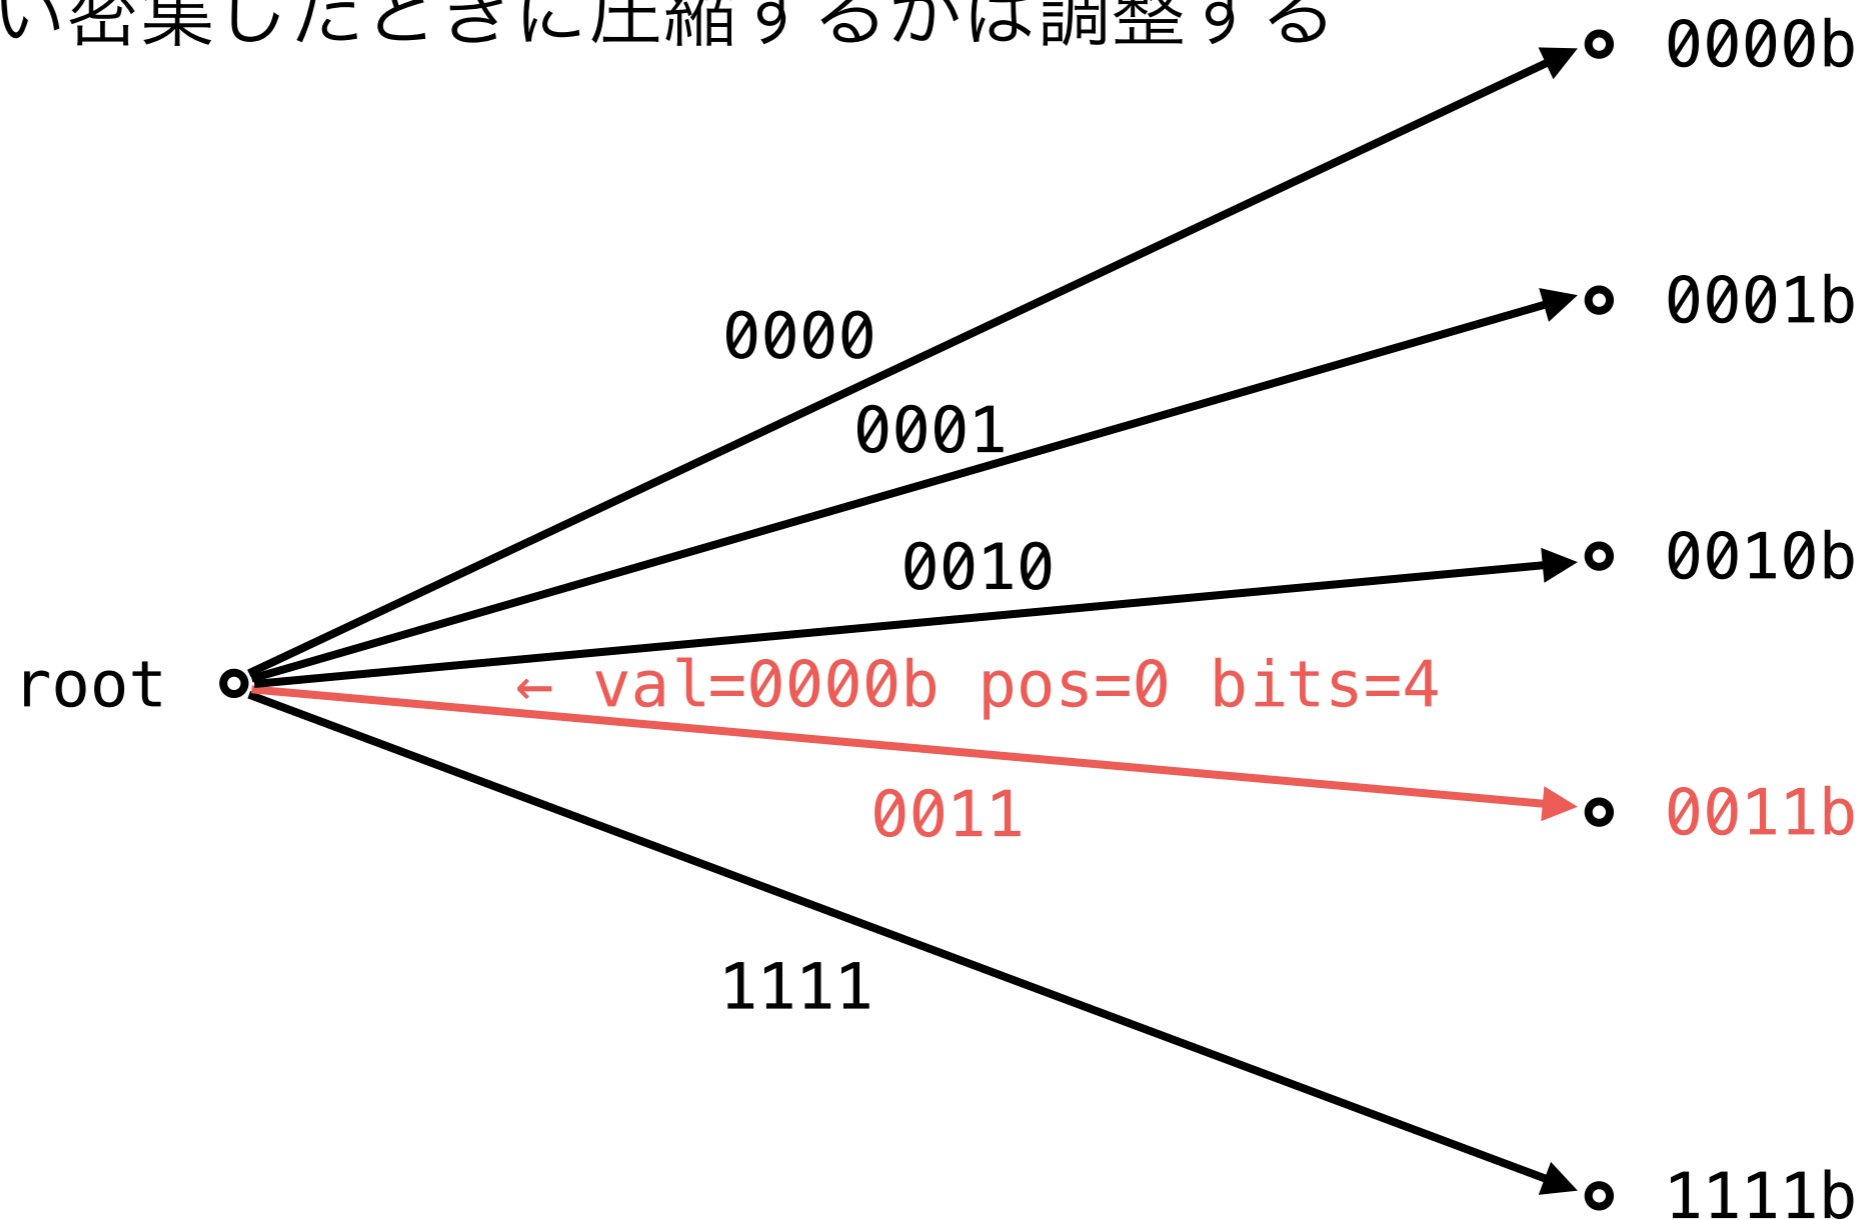 い密集したときに圧縮するかは調整する
0000b
0001b
0000
0001
0010
0010b
root
← val=0000b pos=0 bits=4
0011
0011b
1111
1111b